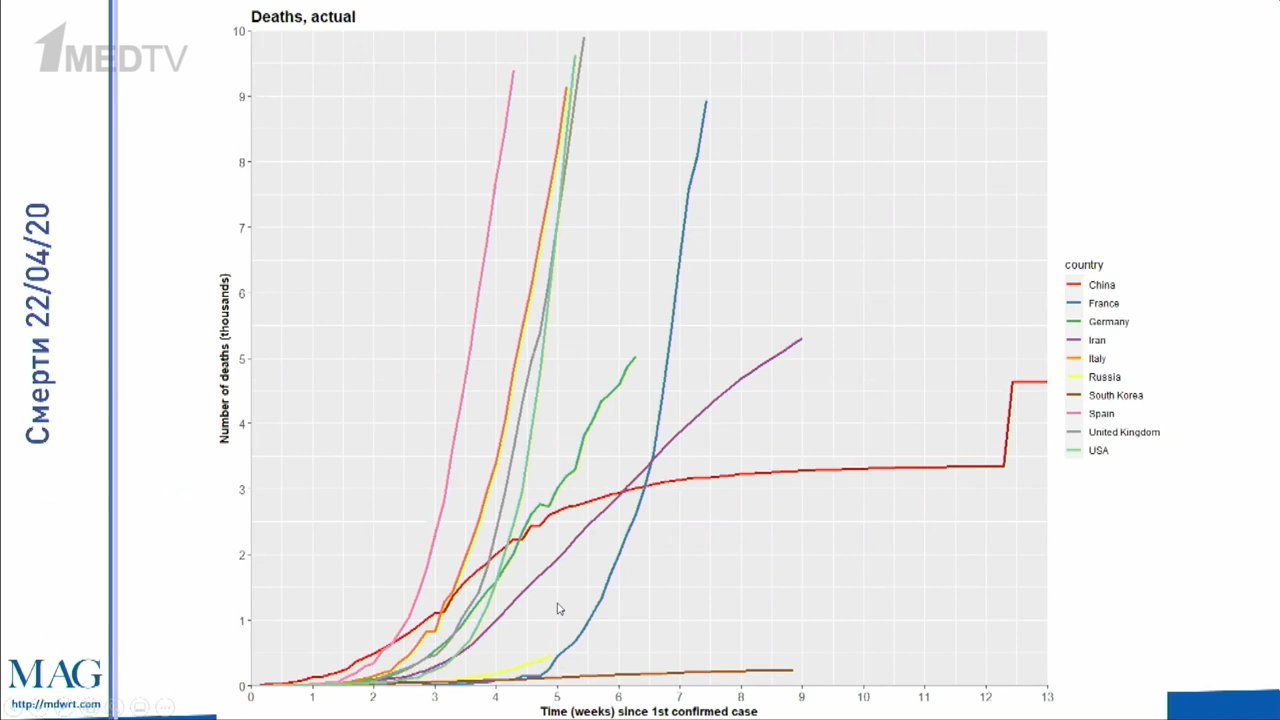 Deaths, actual
1MEDTV
Смерти 22/04/20
Number of deaths (thousands)
10
9
8
7
6
5
4
3
2
1
0
0 1 2 3 4 5 6 7 8 9 10 11 12 13
Time (weeks) since 1st confirmed case
country
China
France
Germany
Iran
Italy
Russia
South Korea
Spain
United Kingdom
USA
MAG
http://mdwrt.com